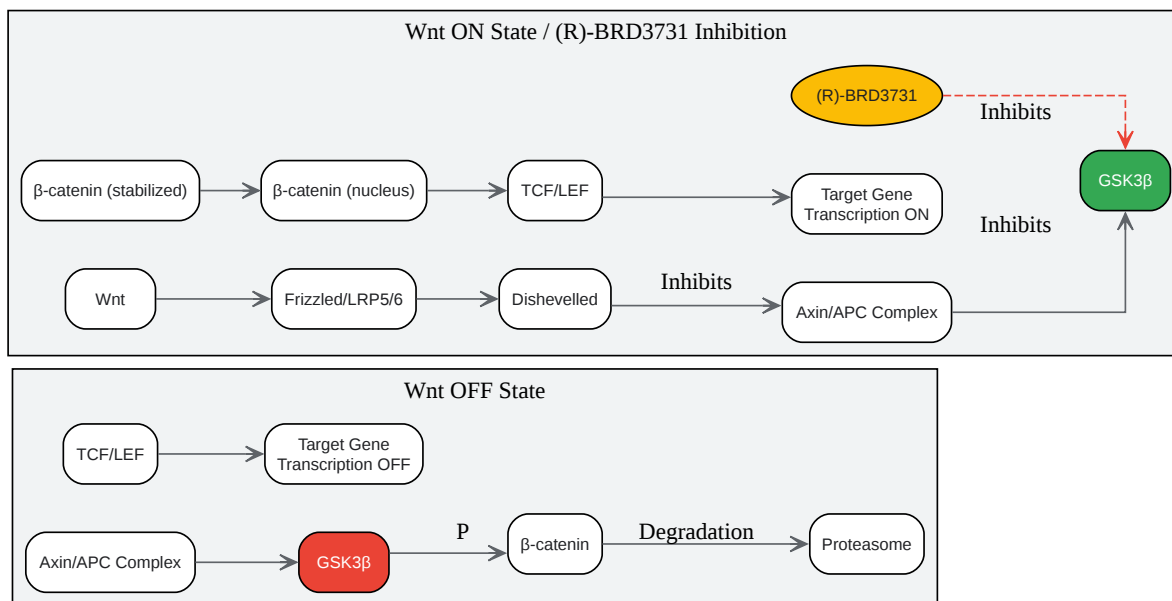 Wnt ON State / (R)-BRD3731 Inhibition
(R)-BRD3731
Inhibits
GSK3β
β-catenin (stabilized)
β-catenin (nucleus)
TCF/LEF
Target Gene
Transcription ON
Inhibits
Wnt
Frizzled/LRP5/6
Dishevelled
Inhibits
Axin/APC Complex
Wnt OFF State
TCF/LEF
Target Gene
Transcription OFF
Axin/APC Complex
GSK3β
P
β-catenin
Degradation
Proteasome